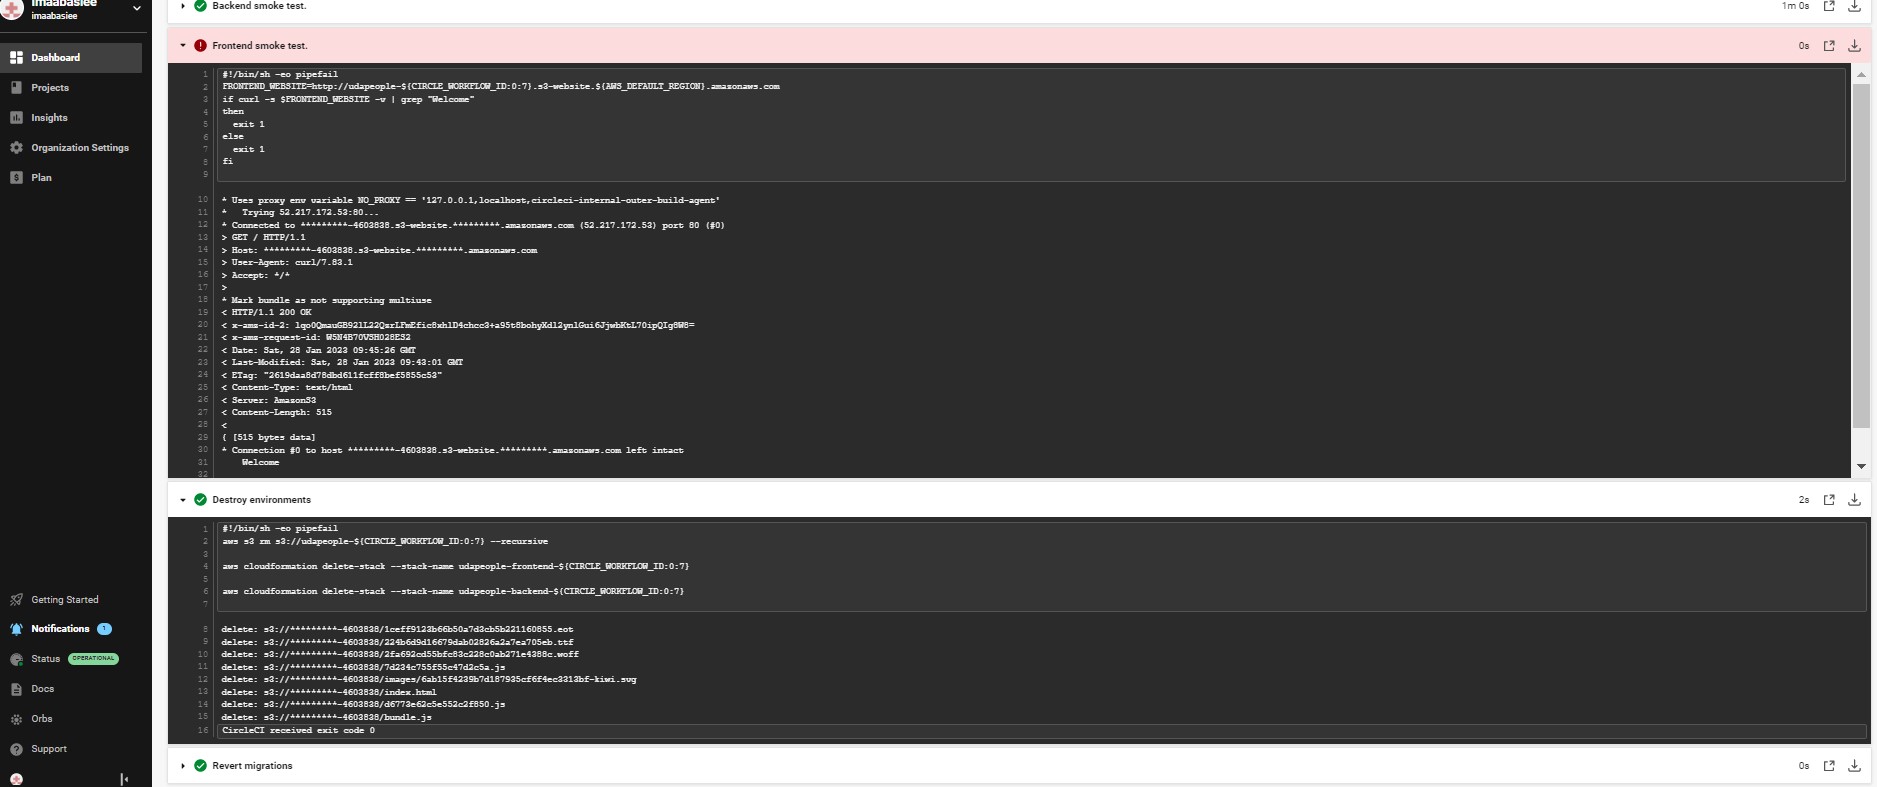 imaabasiee
imaabasiee
Dashboard
Projects
Insights
Organization Settings
Plan
Getting Started
Notifications 1
Status OPERATIONAL
Docs
Orbs
Support
Backend smoke test. 1m 0s
Frontend smoke test. 0s
1 #!/bin/sh -eo pipefail
2 FRONTEND_WEBSITE=http://udapeople-${CIRCLE_WORKFLOW_ID:0:7}.s3-website.${AWS_DEFAULT_REGION}.amazonaws.com
3 if curl -s $FRONTEND_WEBSITE -v | grep "Welcome"
4 then
5 exit 1
6 else
7 exit 1
8 fi
9
10 * Uses proxy env variable NO_PROXY == '127.0.0.1,localhost,circleci-internal-outer-build-agent'
11 * Trying 52.217.172.53:80...
12 * Connected to *********-4603838.s3-website.*********.amazonaws.com (52.217.172.53) port 80 (#0)
13 > GET / HTTP/1.1
14 > Host: *********-4603838.s3-website.*********.amazonaws.com
15 > User-Agent: curl/7.83.1
16 > Accept: */*
17 >
18 * Mark bundle as not supporting multiuse
19 < HTTP/1.1 200 OK
20 < x-amz-id-2:
21 < x-amz-request-id: W5N4B70VSH028ES2
22 < Date: Sat, 28 Jan 2023 09:45:26 GMT
23 < Last-Modified: Sat, 28 Jan 2023 09:43:01 GMT
24 < ETag: "2619daa8d78dbd611fcff8bef5855c53"
25 < Content-Type: text/html
26 < Server: AmazonS3
27 < Content-Length: 515
28 <
29 { [515 bytes data]
30 * Connection #0 to host *********-4603838.s3-website.*********.amazonaws.com left intact
31 Welcome
32
Destroy environments 2s
1 #!/bin/sh -eo pipefail
2 aws s3 rm s3://udapeople-${CIRCLE_WORKFLOW_ID:0:7} --recursive
3
4 aws cloudformation delete-stack --stack-name udapeople-frontend-${CIRCLE_WORKFLOW_ID:0:7}
5
6 aws cloudformation delete-stack --stack-name udapeople-backend-${CIRCLE_WORKFLOW_ID:0:7}
7
8 delete: s3://*********-4603838/1ceff9123b66b50a7d3cb5b221160855.eot
9 delete: s3://*********-4603838/224b6d9d16679dab02826a2a7ea705eb.ttf
10 delete: s3://*********-4603838/2fa692cd55bfc83c228c0ab271e4388c.woff
11 delete: s3://*********-4603838/7d234c755f55c47d2c5a.js
12 delete: s3://*********-4603838/images/6ab15f4239b7d187935cf6f4ec3313bf-kiwi.svg
13 delete: s3://*********-4603838/index.html
14 delete: s3://*********-4603838/d6773e62c5e552c2f850.js
15 delete: s3://*********-4603838/bundle.js
16 CircleCI received exit code 0
Revert migrations 0s